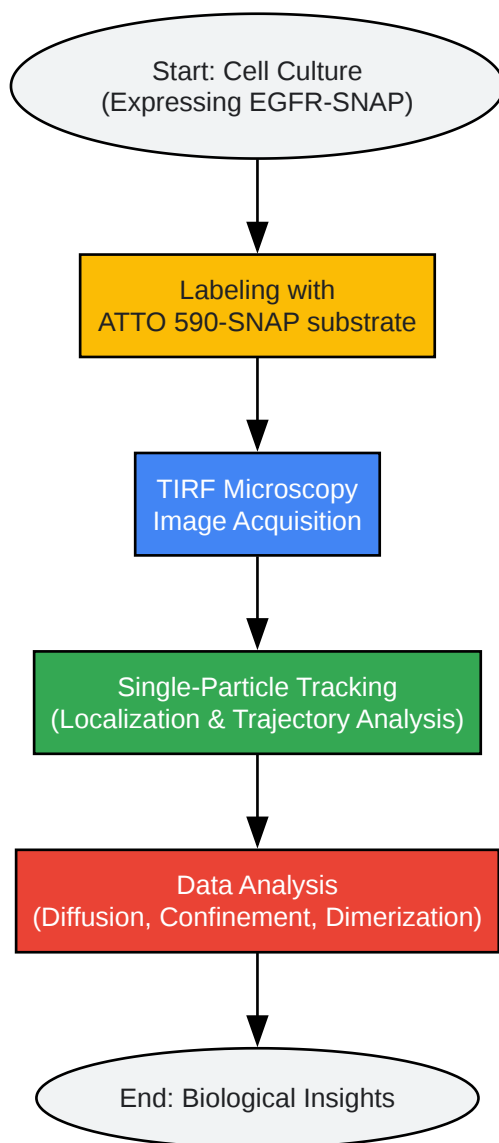 Start: Cell Culture
(Expressing EGFR-SNAP)
Labeling with
ATTO 590-SNAP substrate
TIRF Microscopy
Image Acquisition
Single-Particle Tracking
(Localization & Trajectory Analysis)
Data Analysis
(Diffusion, Confinement, Dimerization)
End: Biological Insights